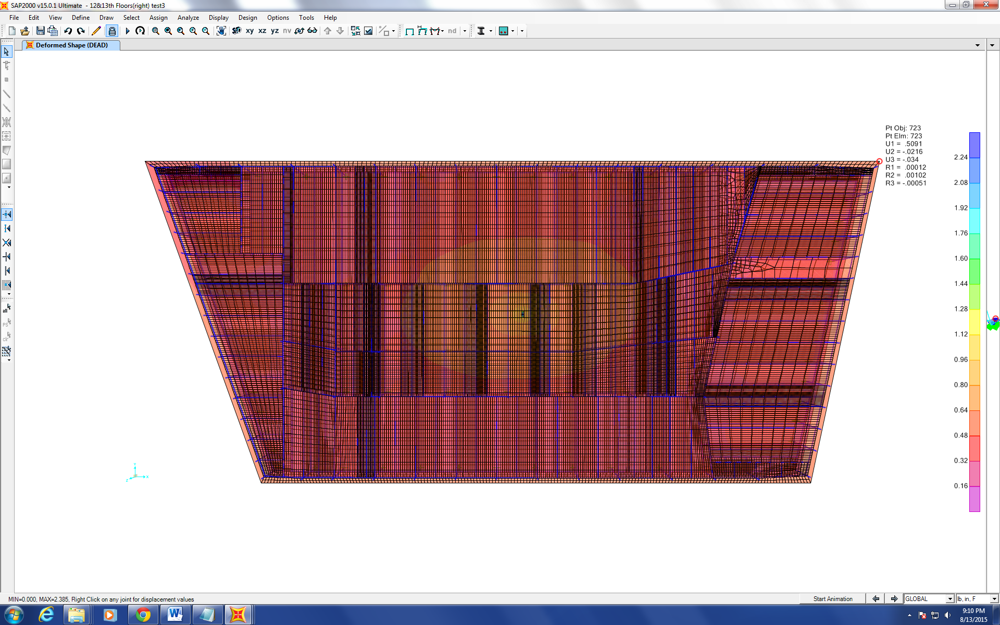 SAP2000 v15.0.1 Ultimate - 12&13th Floors(right) test3
File Edit View Define Draw Select Assign Analyze Display Design Options Tools Help
3D xy xz yz nv nd
Deformed Shape (DEAD)
Pt Obj: 723
Pt Elm: 723
U1 = .5091
U2 = -.0216
U3 = -.034
R1 = .00012
R2 = .00102
R3 = -.00051
2.24
2.08
1.92
1.76
1.60
1.44
1.28
1.12
0.96
0.80
0.64
0.48
0.32
0.16
all
PS
clr
Y
Z X
MIN=0.000, MAX=2.385, Right Click on any joint for displacement values
Start Animation
GLOBAL
lb, in, F
9:10 PM
8/13/2015